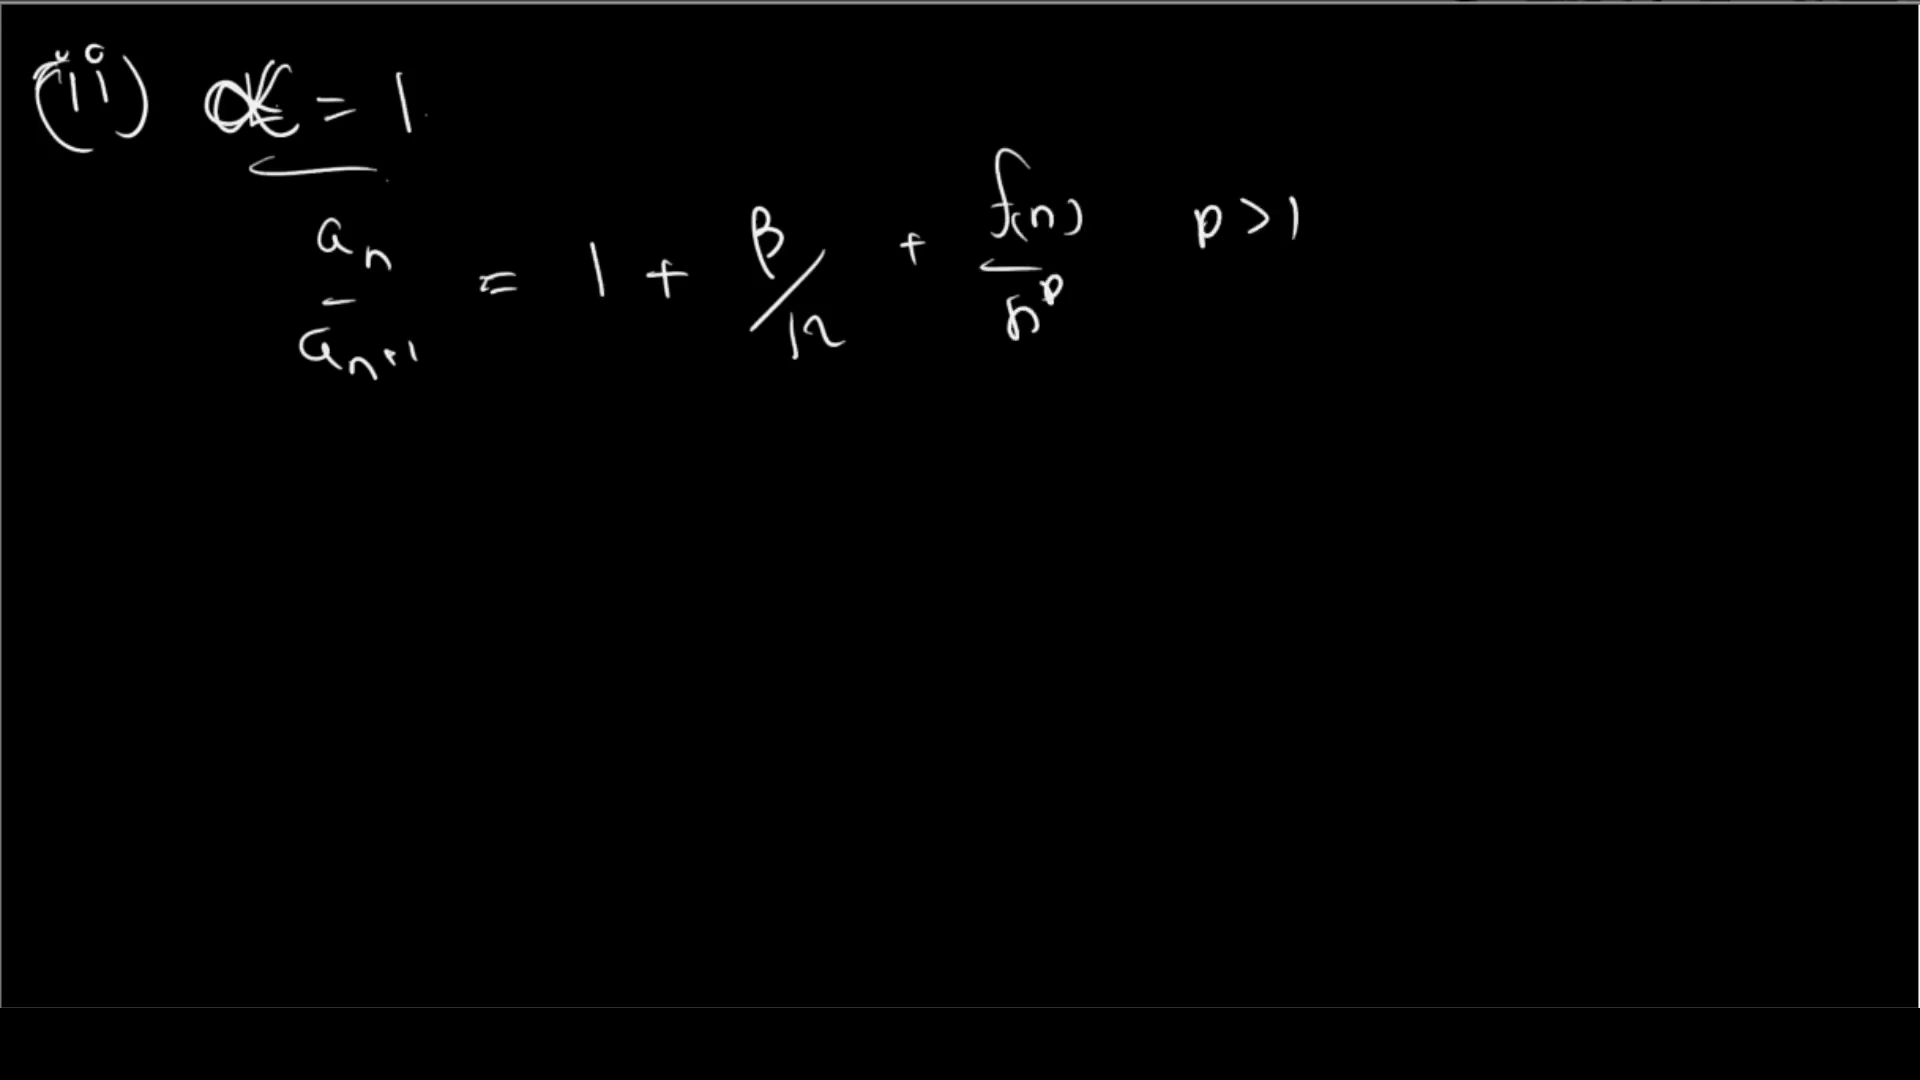 (ii) α = 1.
a_n / a_{n+1} = 1 + β/n + f(n)/n^p   p > 1